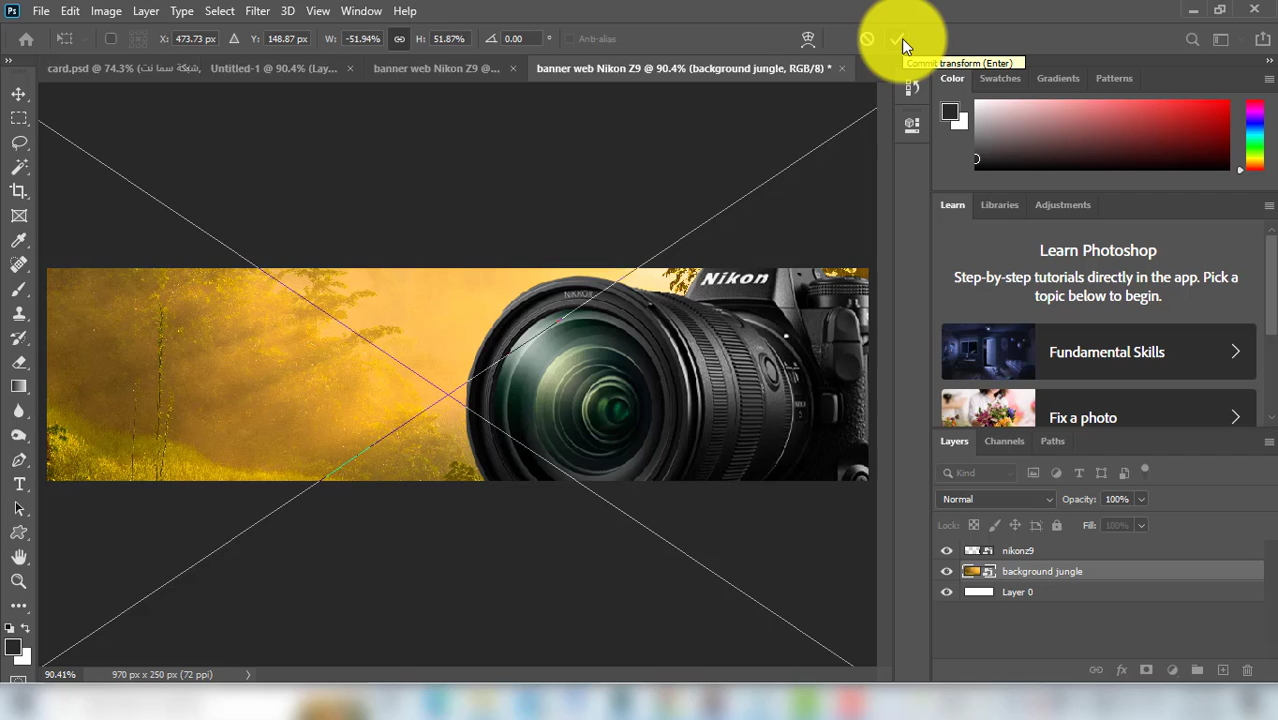 Ps File Edit Image Layer Type Select Filter 3D View Window Help
X: 473.73 px Y: 148.87 px W: -51.94% H: 51.87% 0.00 ° Anti-alias
Commit transform (Enter)
card.psd @ 74.3% (شبكة سما نت, Untitled-1 @ 90.4% (Lay... × banner web Nikon Z9 @... × banner web Nikon Z9 @ 90.4% (background jungle, RGB/8) * ×
Color Swatches Gradients Patterns
Learn Libraries Adjustments
Learn Photoshop
Step-by-step tutorials directly in the app. Pick a
topic below to begin.
Fundamental Skills
Fix a photo
Nikon
NIKKOR
Layers Channels Paths
Kind
Normal Opacity: 100%
Lock: Fill: 100%
nikonz9
background jungle
Layer 0
90.41% 970 px x 250 px (72 ppi)